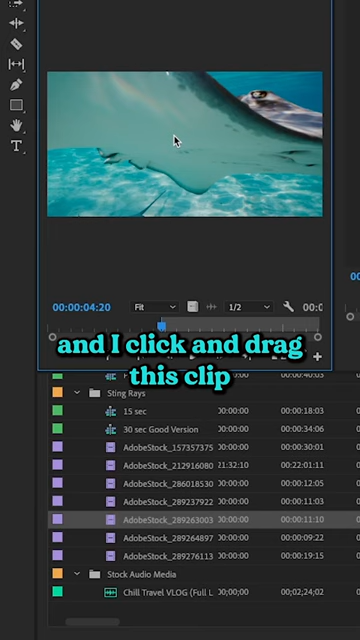 00:00:04:20 Fit 1/2 00:0
00
and I click and drag
this clip
00:00:00 00:00:40:03
Sting Rays
15 sec 00:00:00 00:00:18:03
30 sec Good Version 00:00:00 00:00:34:06
AdobeStock_157357375 00:00:00 00:00:30:01
AdobeStock_212916080 21:32:10 00:22:01:11
AdobeStock_286018530 00:00:00 00:00:12:05
AdobeStock_289237922 00:00:00 00:00:11:03
AdobeStock_289263003 00:00:00 00:00:11:10
AdobeStock_289264897 00:00:00 00:00:09:22
AdobeStock_289276113 00:00:00 00:00:19:15
Stock Audio Media
Chill Travel VLOG (Full L 00;00;00 00;02;24;02